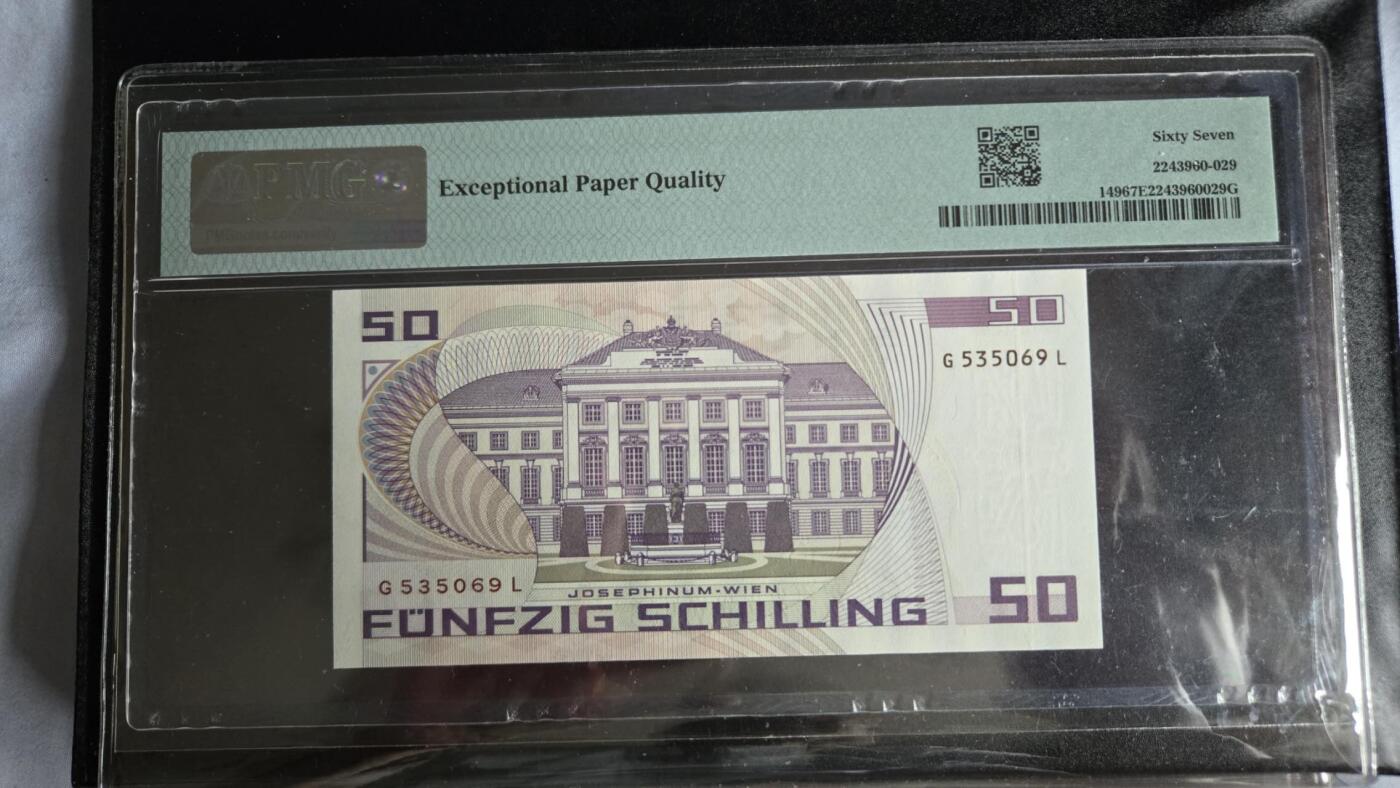 PMG
Exceptional Paper Quality
Sixty Seven
2243960-029
14967E2243960029G
50
50
G 535069 L
G 535069 L
JOSEPHINUM-WIEN
FÜNFZIG SCHILLING
50